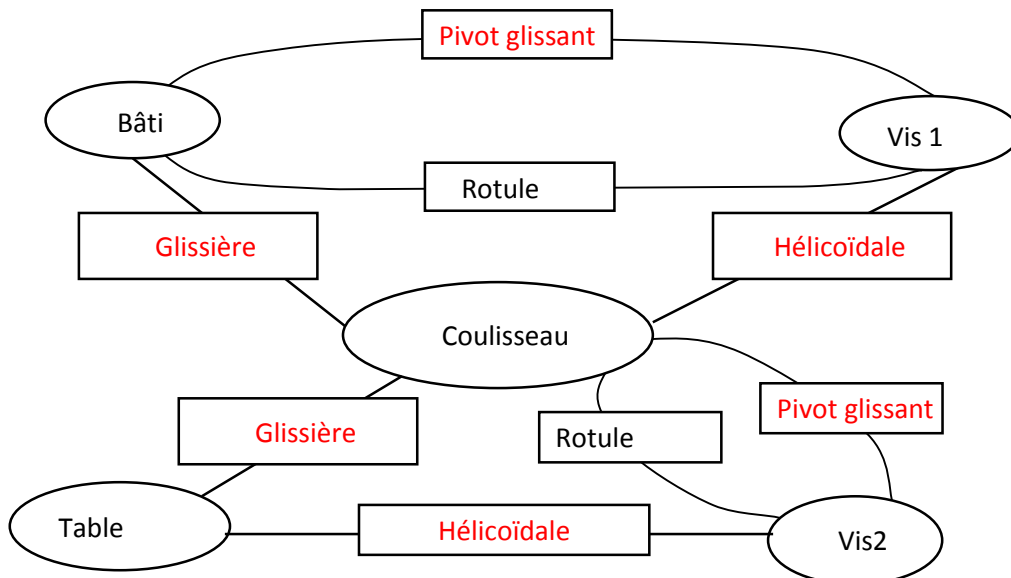 Pivot glissant
Bâti
Vis 1
Rotule
Glissière
Hélicoïdale
Coulisseau
Pivot glissant
Glissière
Rotule
Table
Hélicoïdale
Vis2